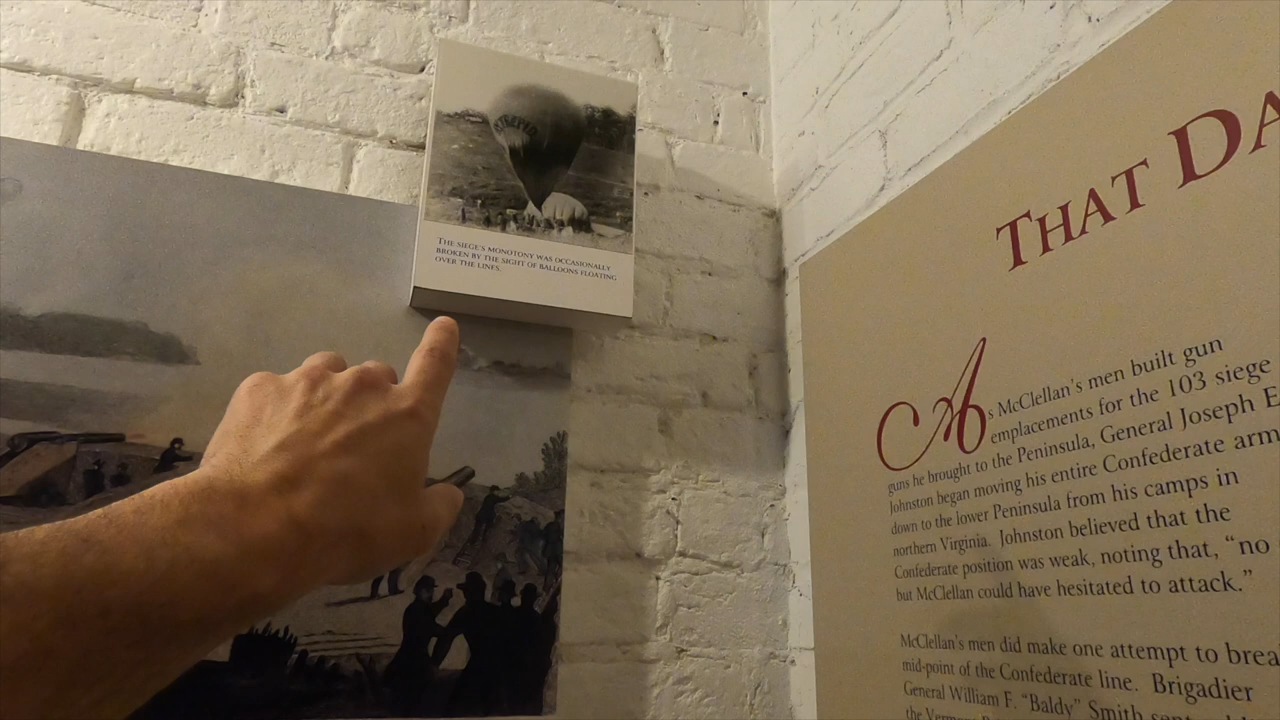 INTREPID
THE SIEGE'S MONOTONY WAS OCCASIONALLY
BROKEN BY THE SIGHT OF BALLOONS FLOATING
OVER THE LINES.
THAT DA
As McCLELLAN'S men built gun
emplacements for the 103 siege
guns he brought to the Peninsula, General Joseph E
Johnston began moving his entire Confederate arm
down to the lower Peninsula from his camps in
northern Virginia. Johnston believed that the
Confederate position was weak, noting that, “no
but McClellan could have hesitated to attack.”
McClellan's men did make one attempt to brea
mid-point of the Confederate line. Brigadier
General William F. “Baldy” Smith
the Vermont